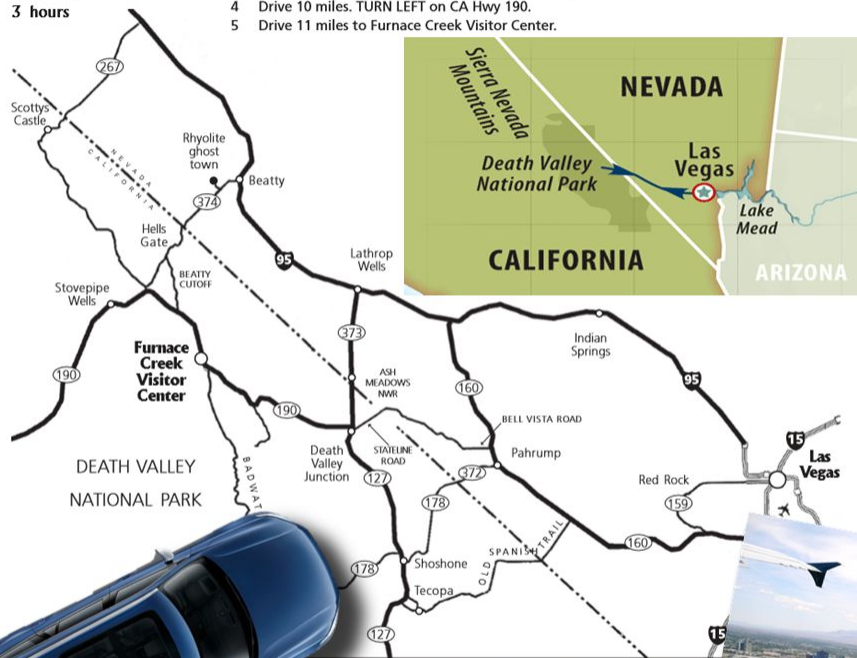 3 hours
4 Drive 10 miles. TURN LEFT on CA Hwy 190.
5 Drive 11 miles to Furnace Creek Visitor Center.
267
Scottys
Castle
NEVADA
CALIFORNIA
Rhyolite
ghost
town
Beatty
374
Hells
Gate
BEATTY
CUTOFF
95
Lathrop
Wells
Stovepipe
Wells
Furnace
Creek
Visitor
Center
190
373
ASH
MEADOWS
NWR
190
160
Indian
Springs
95
BELL VISTA ROAD
Death
Valley
Junction
STATELINE
ROAD
Pahrump
372
127
178
DEATH VALLEY
NATIONAL PARK
BADWAT
15
Las
Vegas
Red Rock
159
160
OLD SPANISH TRAIL
178
Shoshone
Tecopa
127
15
Sierra Nevada
Mountains
NEVADA
Death Valley
National Park
Las
Vegas
Lake
Mead
CALIFORNIA
ARIZONA